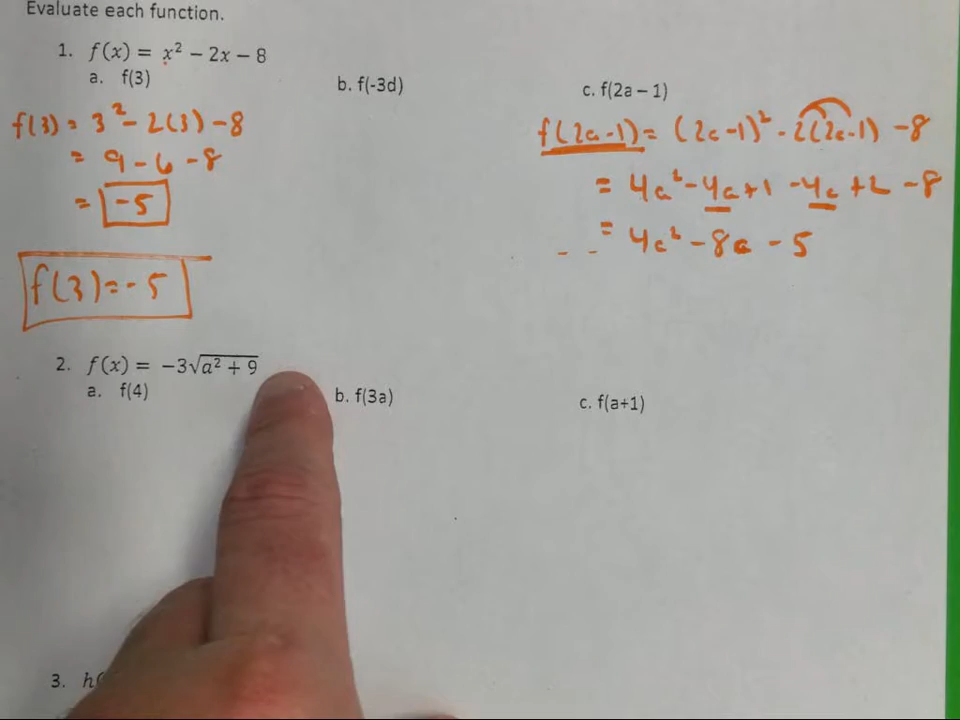 Evaluate each function.
1. f(x) = x² − 2x − 8
a. f(3)
b. f(-3d)
c. f(2a – 1)
f(3) = 3² - 2(3) - 8
= 9 - 6 - 8
= -5
f(3) = -5
f(2a-1) = (2a-1)² - 2(2a-1) - 8
= 4a² - 4a + 1 - 4a + 2 - 8
= 4a² - 8a - 5
2. f(x) = −3√a² + 9
a. f(4)
b. f(3a)
c. f(a+1)
3. h(